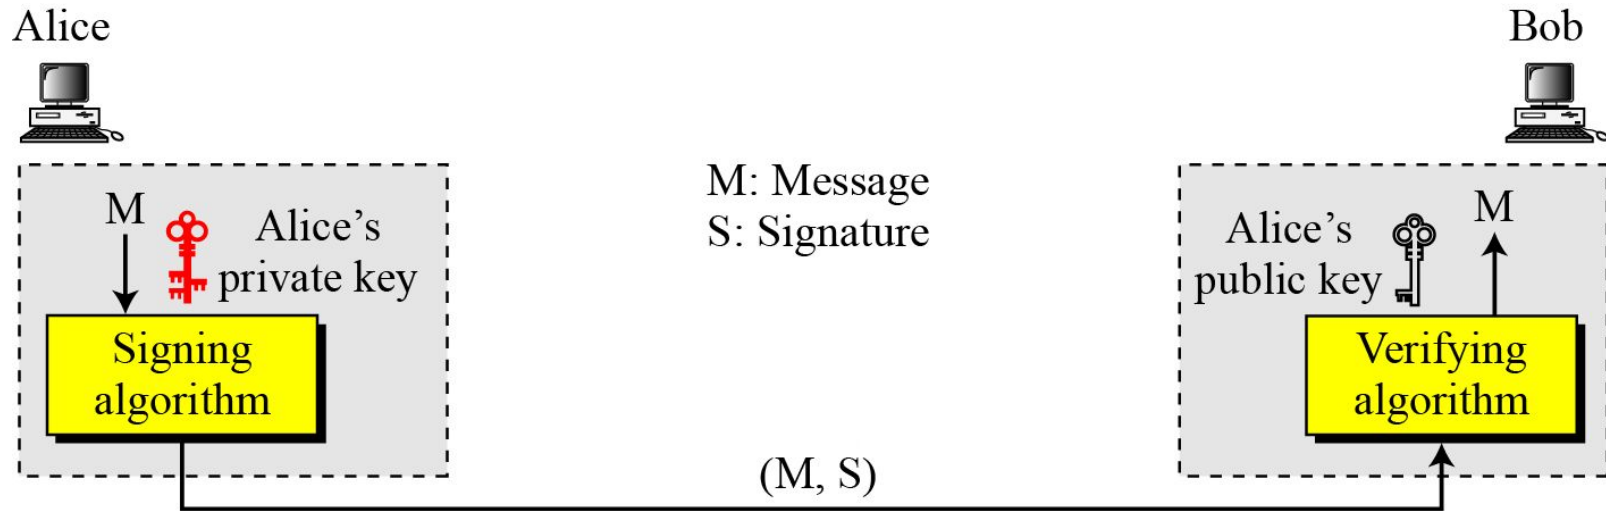 Alice
Bob
M: Message
S: Signature
M
Alice’s
private key
Signing
algorithm
Alice’s
public key
M
Verifying
algorithm
(M, S)